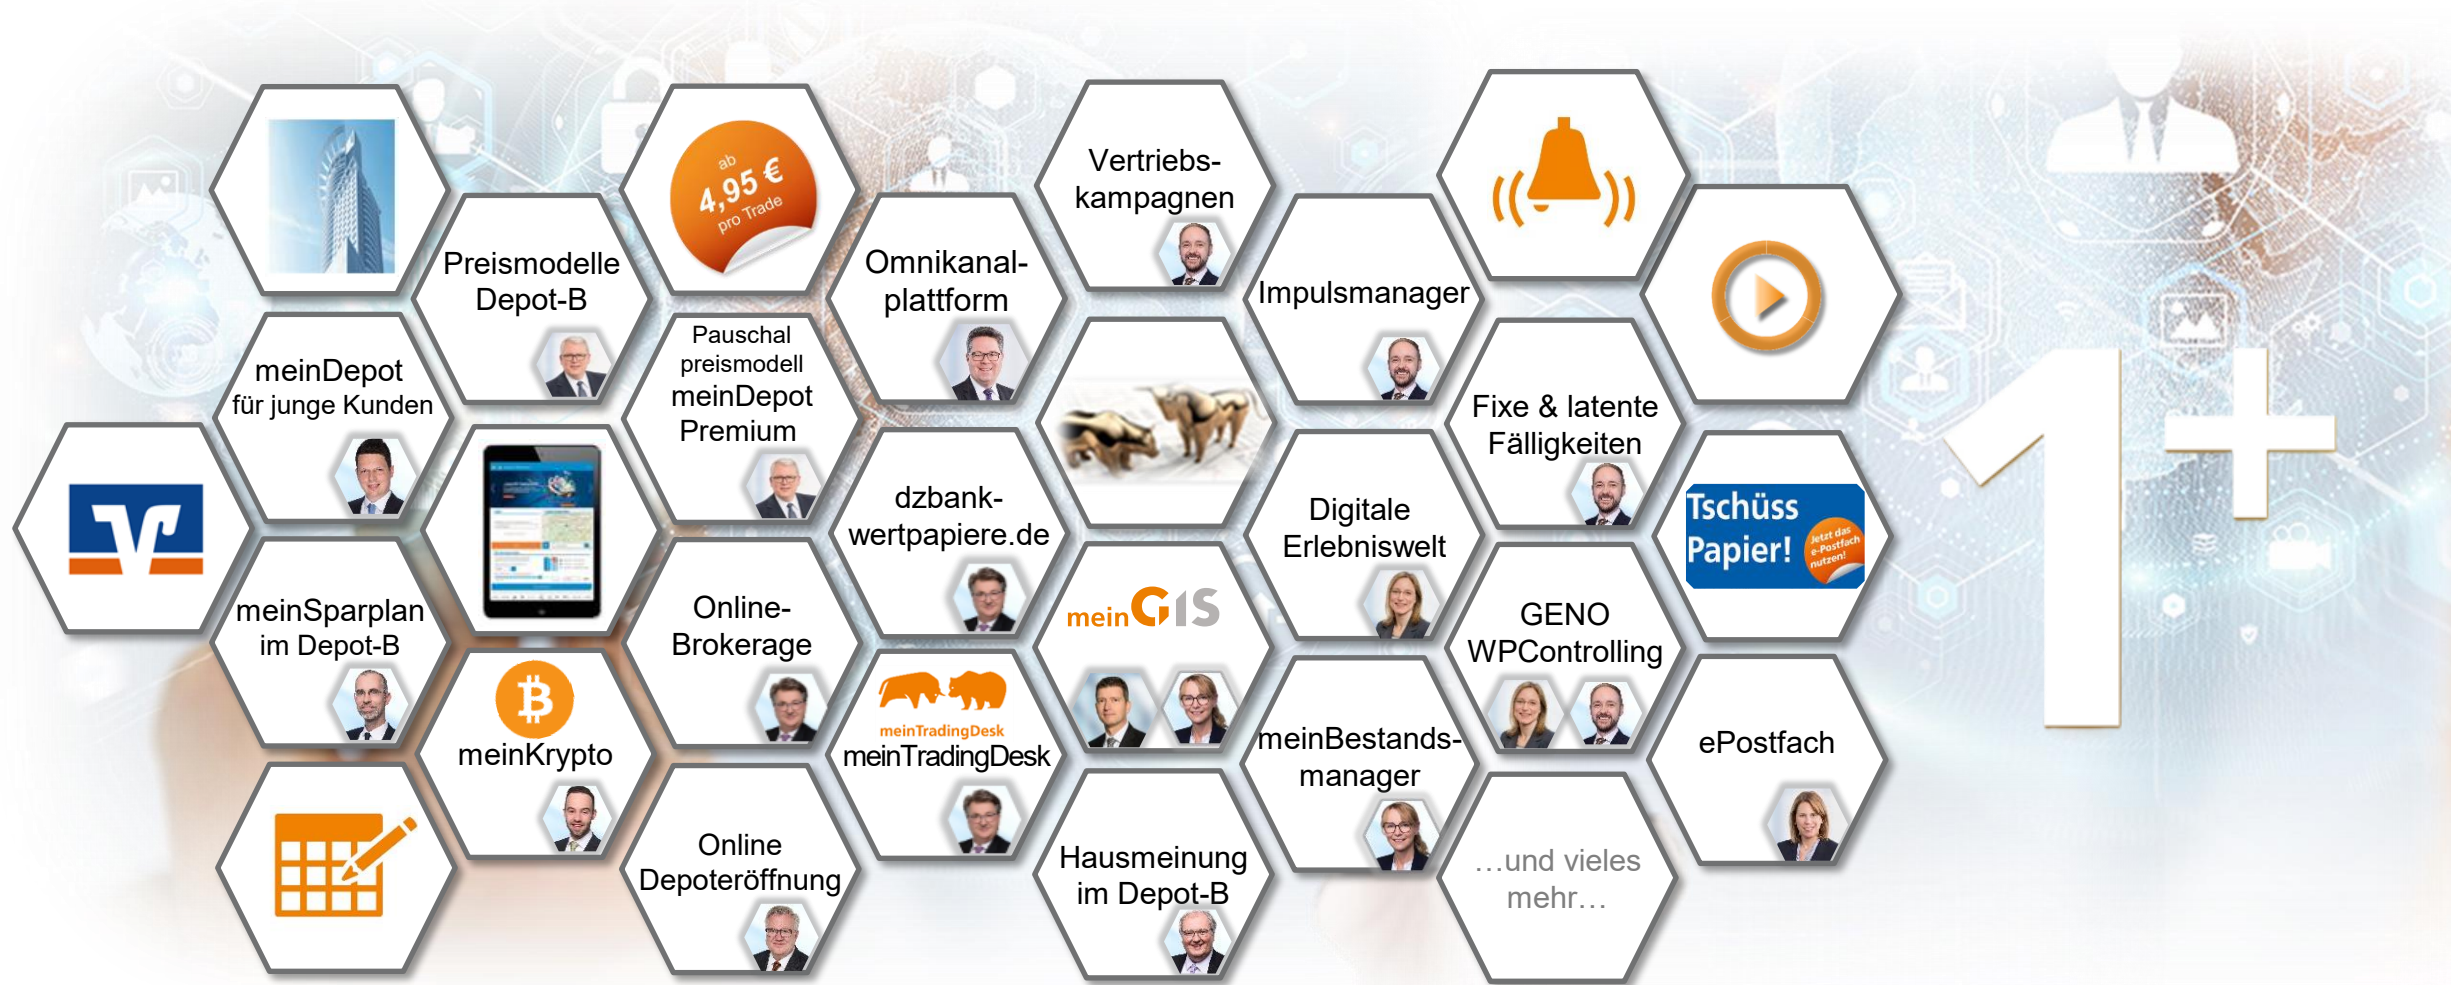 ab
4,95 €
pro Trade
Vertriebs-
kampagnen
Preismodelle
Depot-B
Omnikanal-
plattform
Impulsmanager
meinDepot
für junge Kunden
Pauschal
preismodell
meinDepot
Premium
Fixe & latente
Fälligkeiten
dzbank-
wertpapiere.de
Digitale
Erlebniswelt
Tschüss
Papier!
Jetzt das
e-Postfach
nutzen!
1+
meinSparplan
im Depot-B
Online-
Brokerage
meinGIS
GENO
WPControlling
meinKrypto
meinTradingDesk
meinTradingDesk
meinBestands-
manager
ePostfach
Online
Depoteröffnung
Hausmeinung
im Depot-B
…und vieles
mehr…